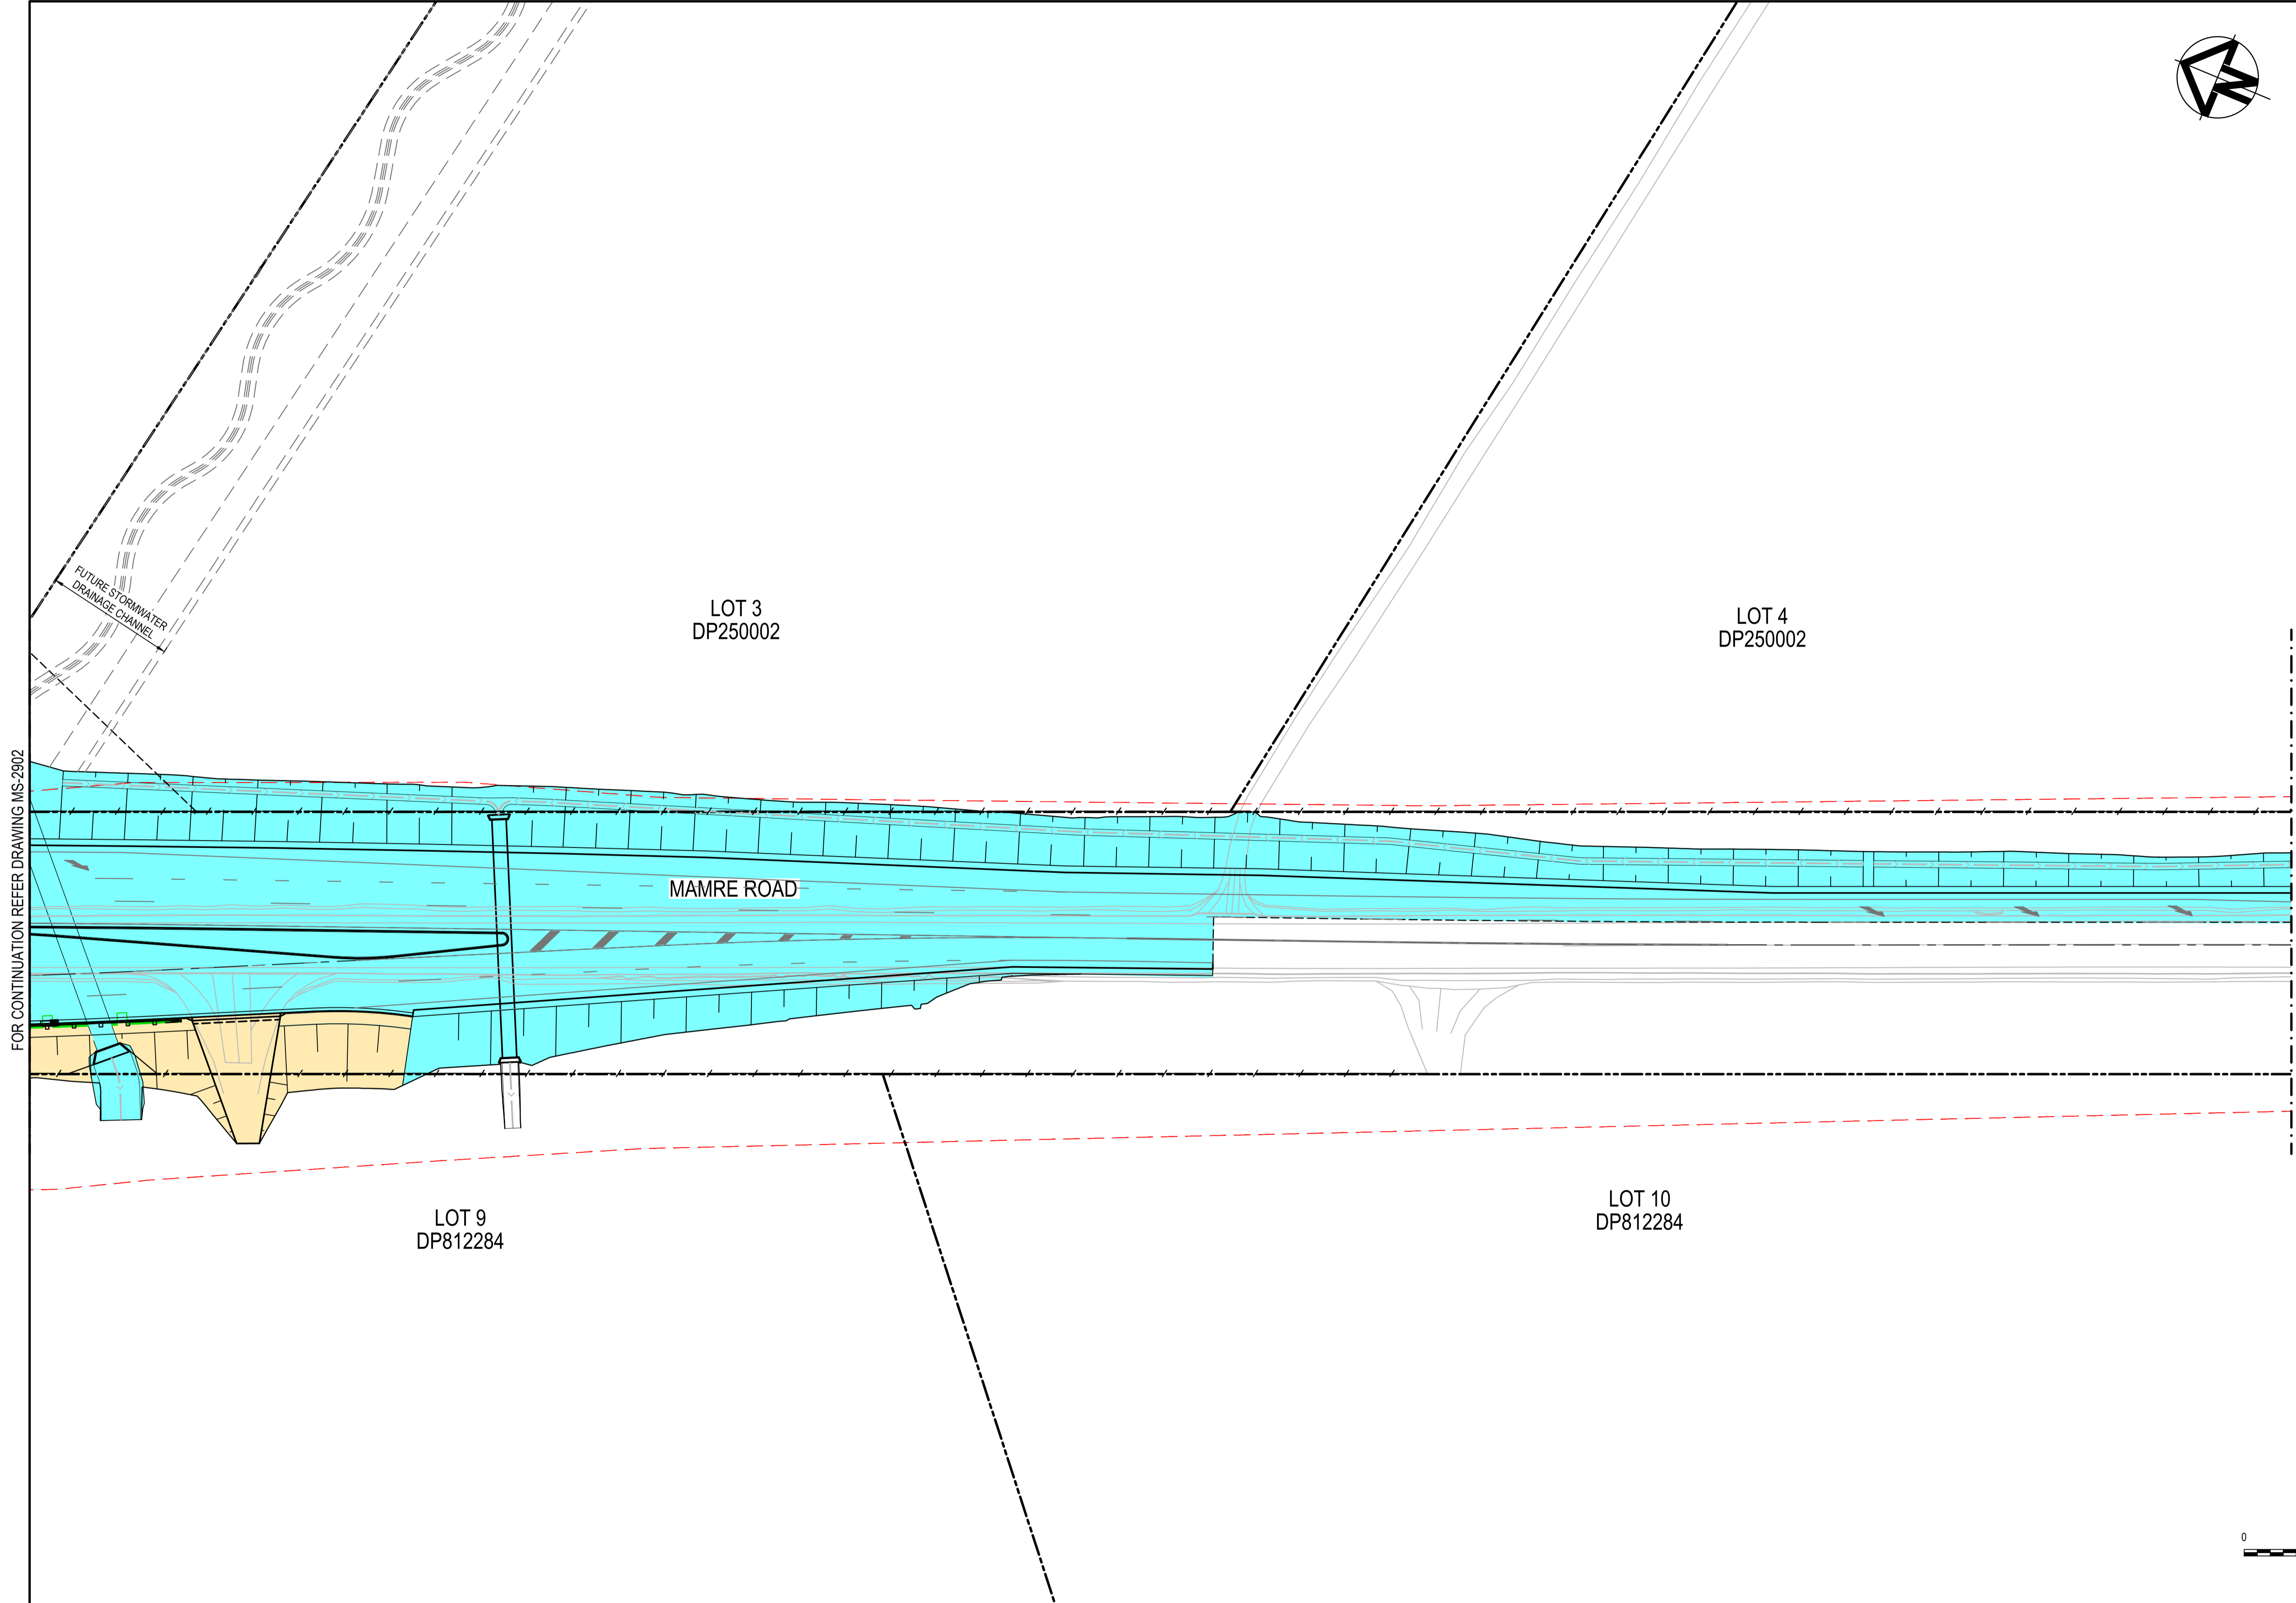 N
FUTURE STORMWATER
DRAINAGE CHANNEL
LOT 3
DP250002
LOT 4
DP250002
FOR CONTINUATION REFER DRAWING MS-2902
MAMRE ROAD
LOT 9
DP812284
LOT 10
DP812284
0